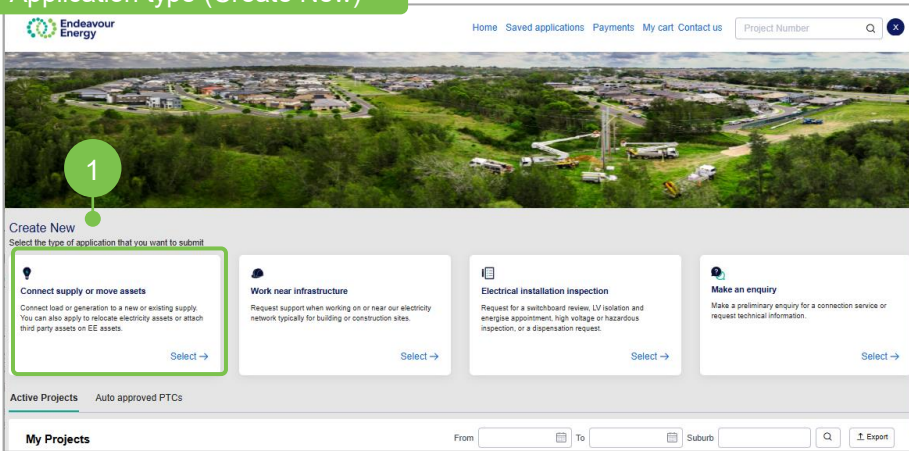 Application type (Create New)
Endeavour
Energy
Home Saved applications Payments My cart Contact us Project Number X
1
Create New
Select the type of application that you want to submit
Connect supply or move assets
Connect load or generation to a new or existing supply.
You can also apply to relocate electricity assets or attach
third party assets on EE assets.
Select →
Work near infrastructure
Request support when working on or near our electricity
network typically for building or construction sites.
Select →
Electrical installation inspection
Request for a switchboard review, LV isolation and
energise appointment, high voltage or hazardous
inspection, or a dispensation request.
Select →
Make an enquiry
Make a preliminary enquiry for a connection service or
request technical information.
Select →
Active Projects Auto approved PTCs
My Projects From To Suburb Export